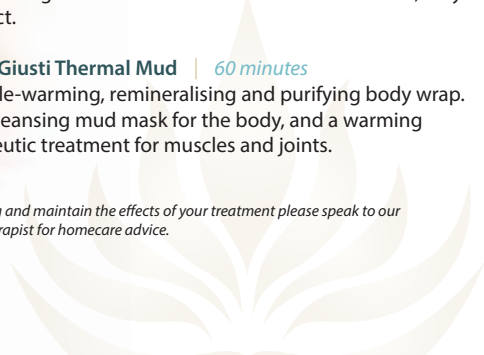 ct.
Giusti Thermal Mud | 60 minutes
le-warming, remineralising and purifying body wrap.
leansing mud mask for the body, and a warming
eutic treatment for muscles and joints.
g and maintain the effects of your treatment please speak to our
rapist for homecare advice.